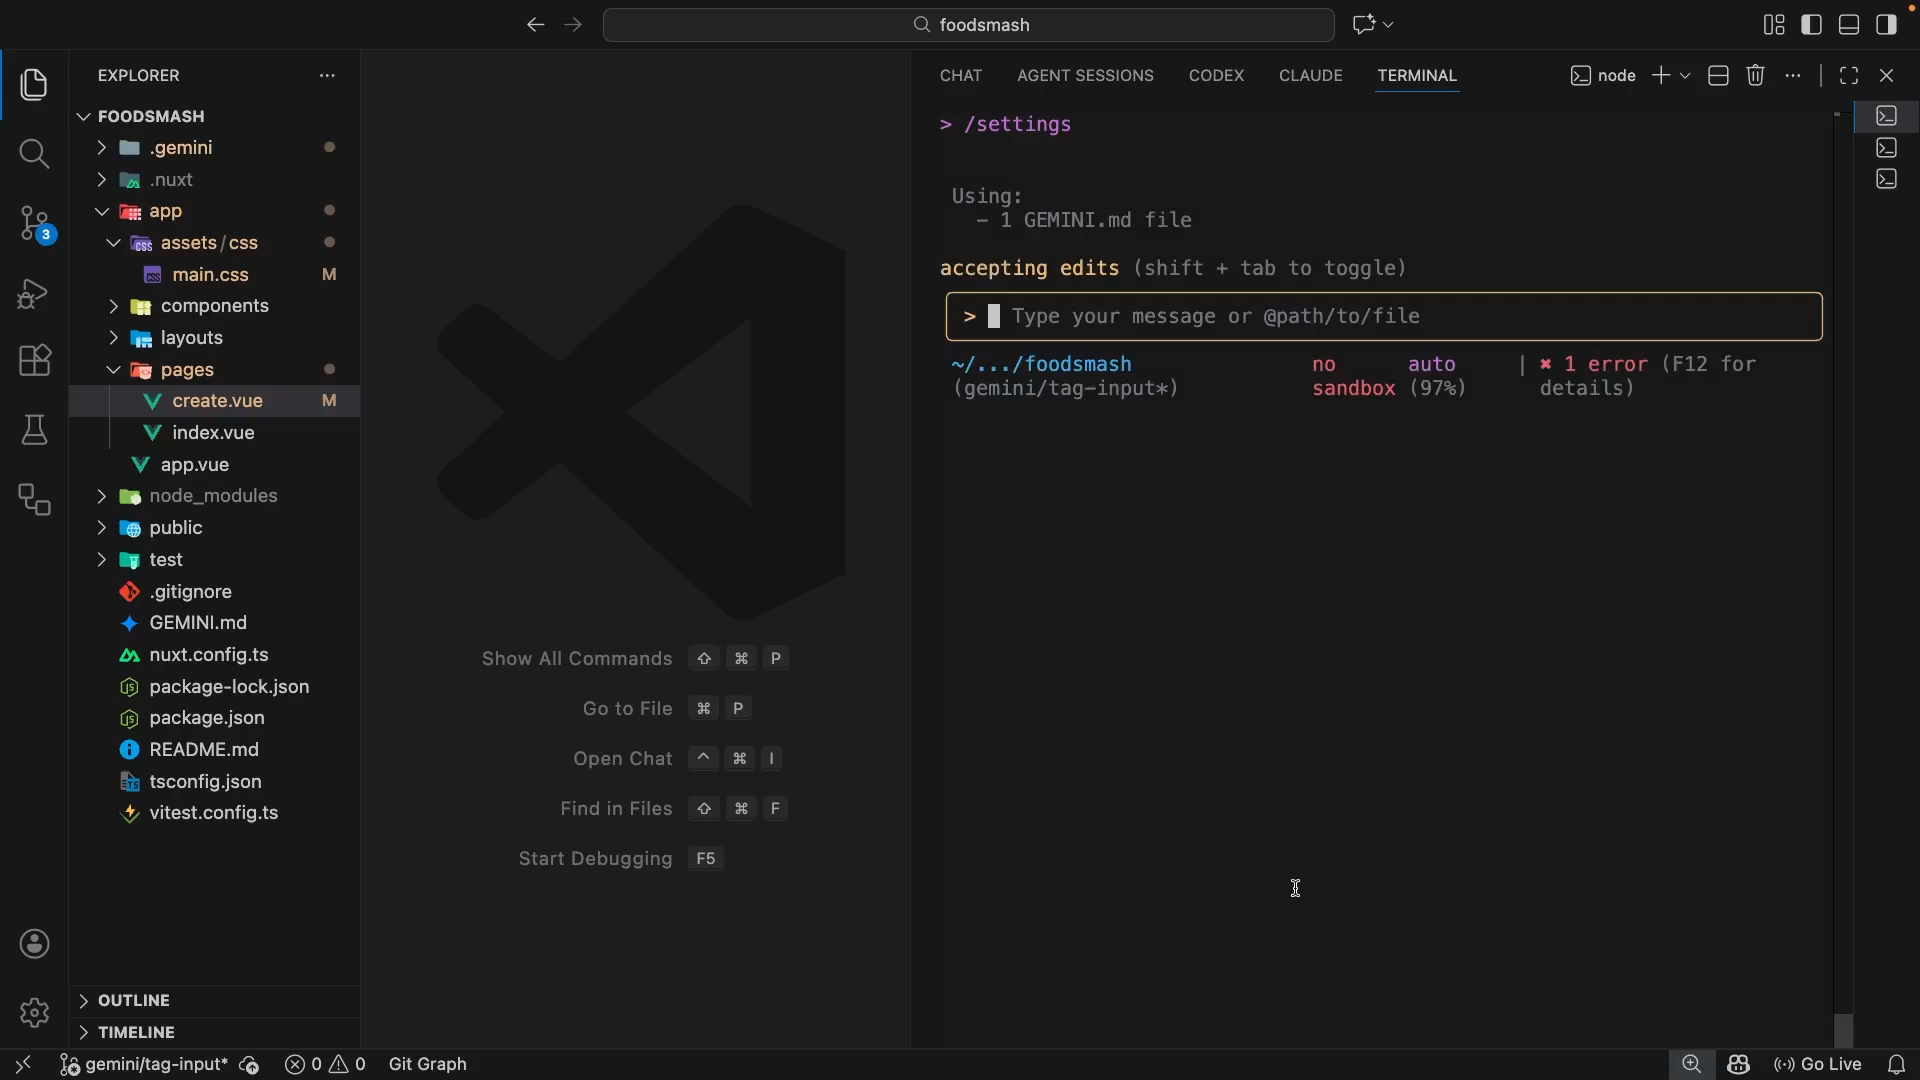 foodsmash
EXPLORER
FOODSMASH
.gemini
.nuxt
app
assets/css
main.css M
components
layouts
pages
create.vue M
index.vue
app.vue
node_modules
public
test
.gitignore
GEMINI.md
nuxt.config.ts
package-lock.json
package.json
README.md
tsconfig.json
vitest.config.ts
OUTLINE
TIMELINE
3
Show All Commands ⇧ ⌘ P
Go to File ⌘ P
Open Chat ^ ⌘ I
Find in Files ⇧ ⌘ F
Start Debugging F5
CHAT AGENT SESSIONS CODEX CLAUDE TERMINAL
node
> /settings
Using:
- 1 GEMINI.md file
accepting edits (shift + tab to toggle)
> Type your message or @path/to/file
~/.../foodsmash no auto | ✖ 1 error (F12 for
(gemini/tag-input*) sandbox (97%) details)
gemini/tag-input* 0 0 Git Graph
Go Live